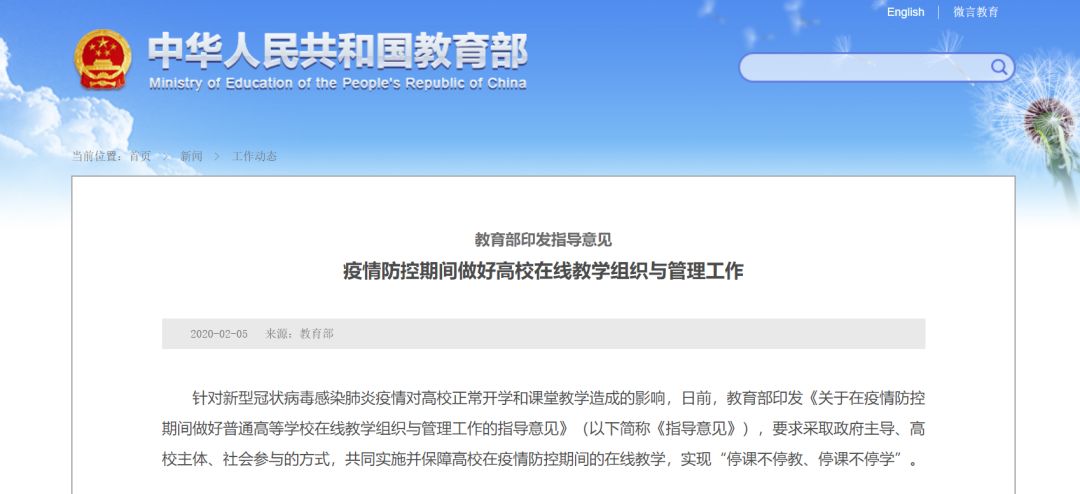 English | 微言教育
中华人民共和国教育部
Ministry of Education of the People's Republic of China
当前位置：首页 > 新闻 > 工作动态
教育部印发指导意见
疫情防控期间做好高校在线教学组织与管理工作
2020-02-05 来源：教育部
针对新型冠状病毒感染肺炎疫情对高校正常开学和课堂教学造成的影响，日前，教育部印发《关于在疫情防控
期间做好普通高等学校在线教学组织与管理工作的指导意见》（以下简称《指导意见》），要求采取政府主导、高
校主体、社会参与的方式，共同实施并保障高校在疫情防控期间的在线教学，实现“停课不停教、停课不停学”。